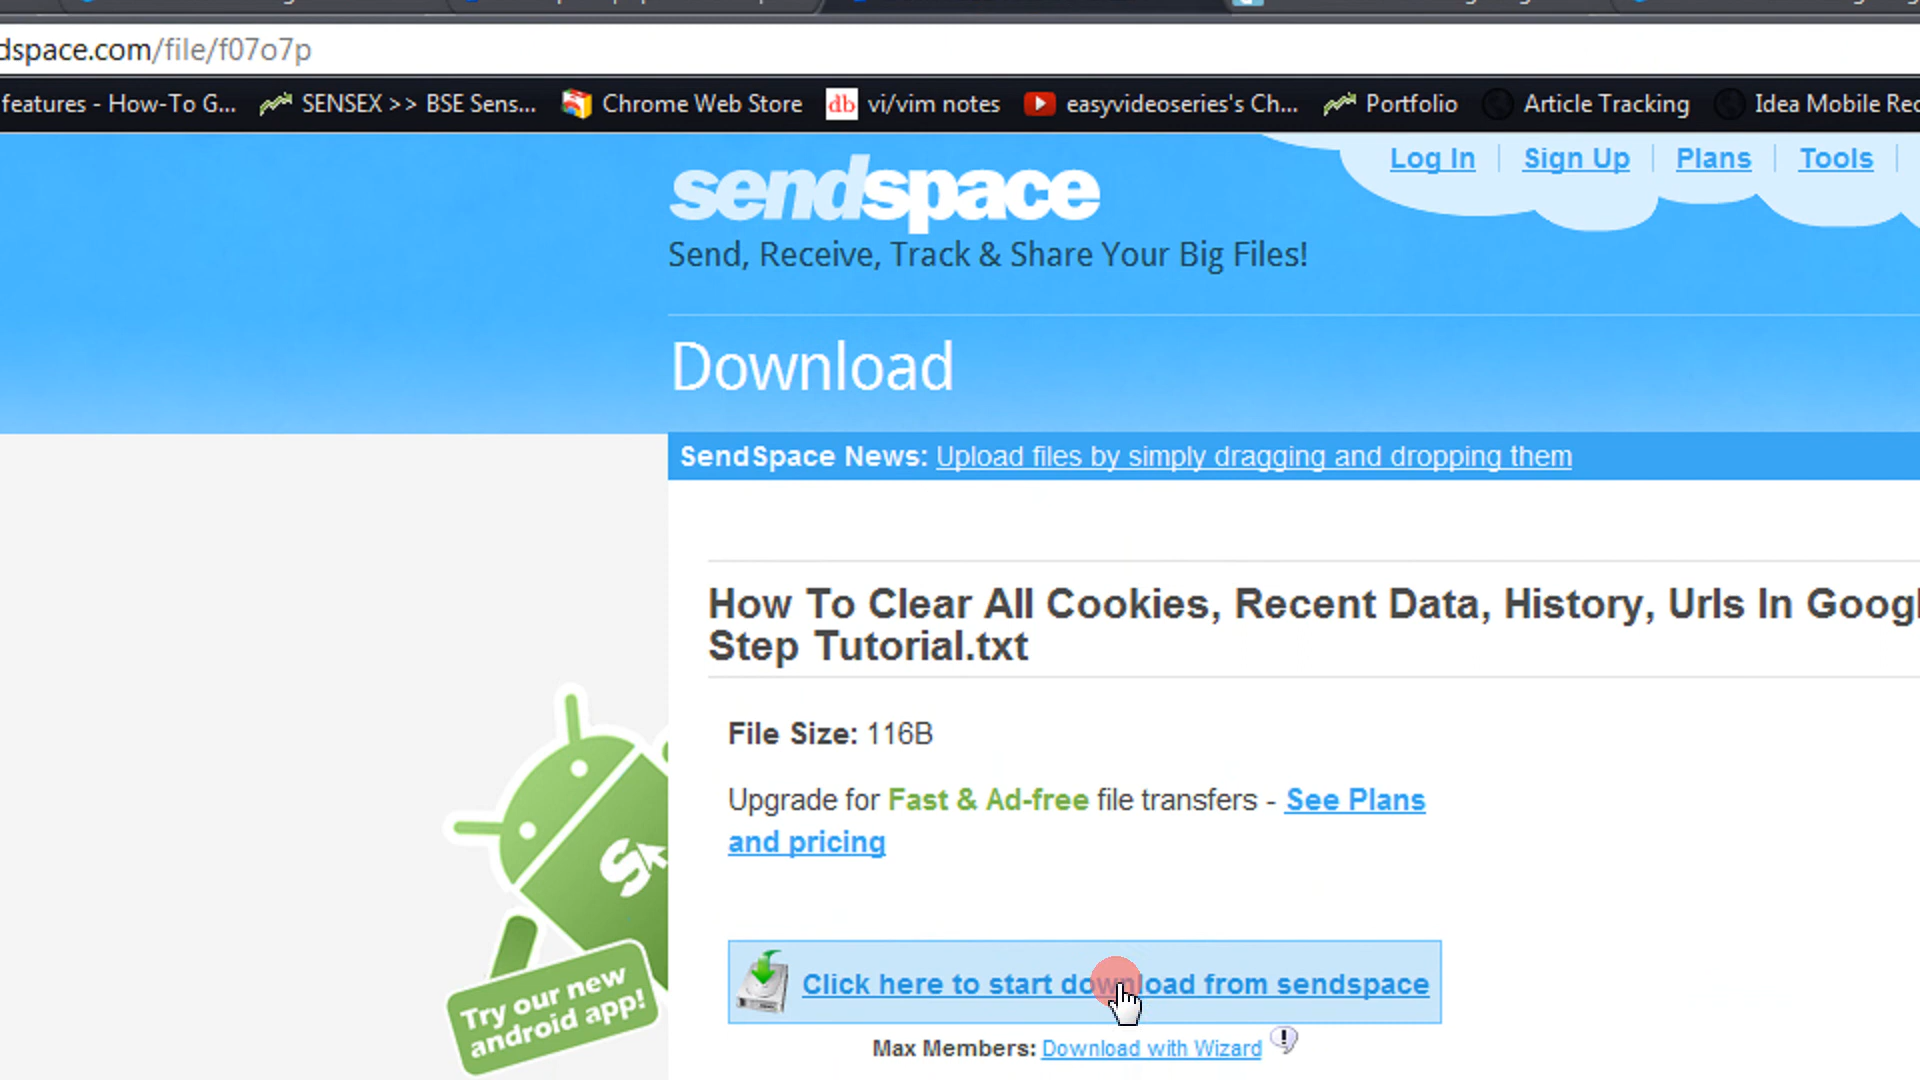 dspace.com/file/f07o7p
features - How-To G... SENSEX >> BSE Sens... Chrome Web Store db vi/vim notes easyvideoseries's Ch... Portfolio Article Tracking Idea Mobile Rec
Log In Sign Up Plans Tools
sendspace
Send, Receive, Track & Share Your Big Files!
Download
SendSpace News: Upload files by simply dragging and dropping them
How To Clear All Cookies, Recent Data, History, Urls In Googl
Step Tutorial.txt
File Size: 116B
Upgrade for Fast & Ad-free file transfers - See Plans
and pricing
S
Try our new
android app!
Click here to start download from sendspace
Max Members: Download with Wizard